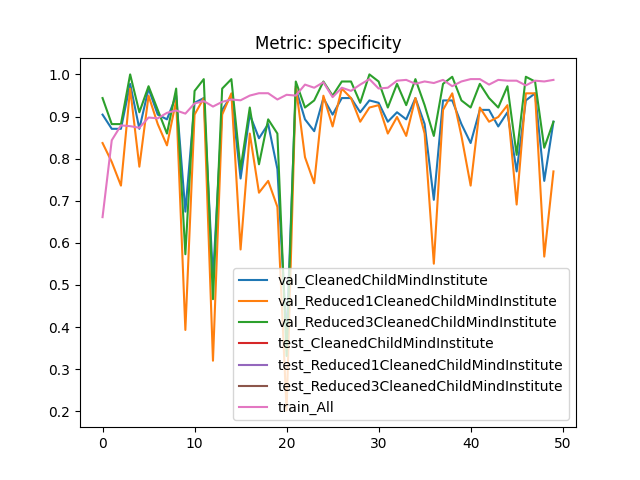 Metric: specificity
1.0
0.9
0.8
0.7
0.6
0.5
0.4
0.3
0.2
val_CleanedChildMindInstitute
val_Reduced1CleanedChildMindInstitute
val_Reduced3CleanedChildMindInstitute
test_CleanedChildMindInstitute
test_Reduced1CleanedChildMindInstitute
test_Reduced3CleanedChildMindInstitute
train_All
0 10 20 30 40 50